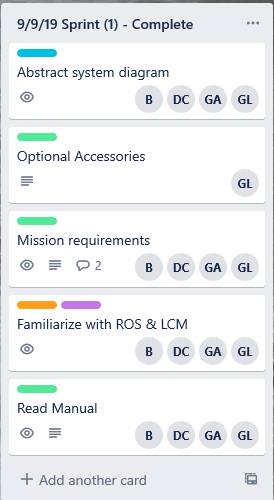 9/9/19 Sprint (1) - Complete
Abstract system diagram
B DC GA GL
Optional Accessories
GL
Mission requirements
2 B DC GA GL
Familiarize with ROS & LCM
B DC GA GL
Read Manual
B DC GA GL
Add another card